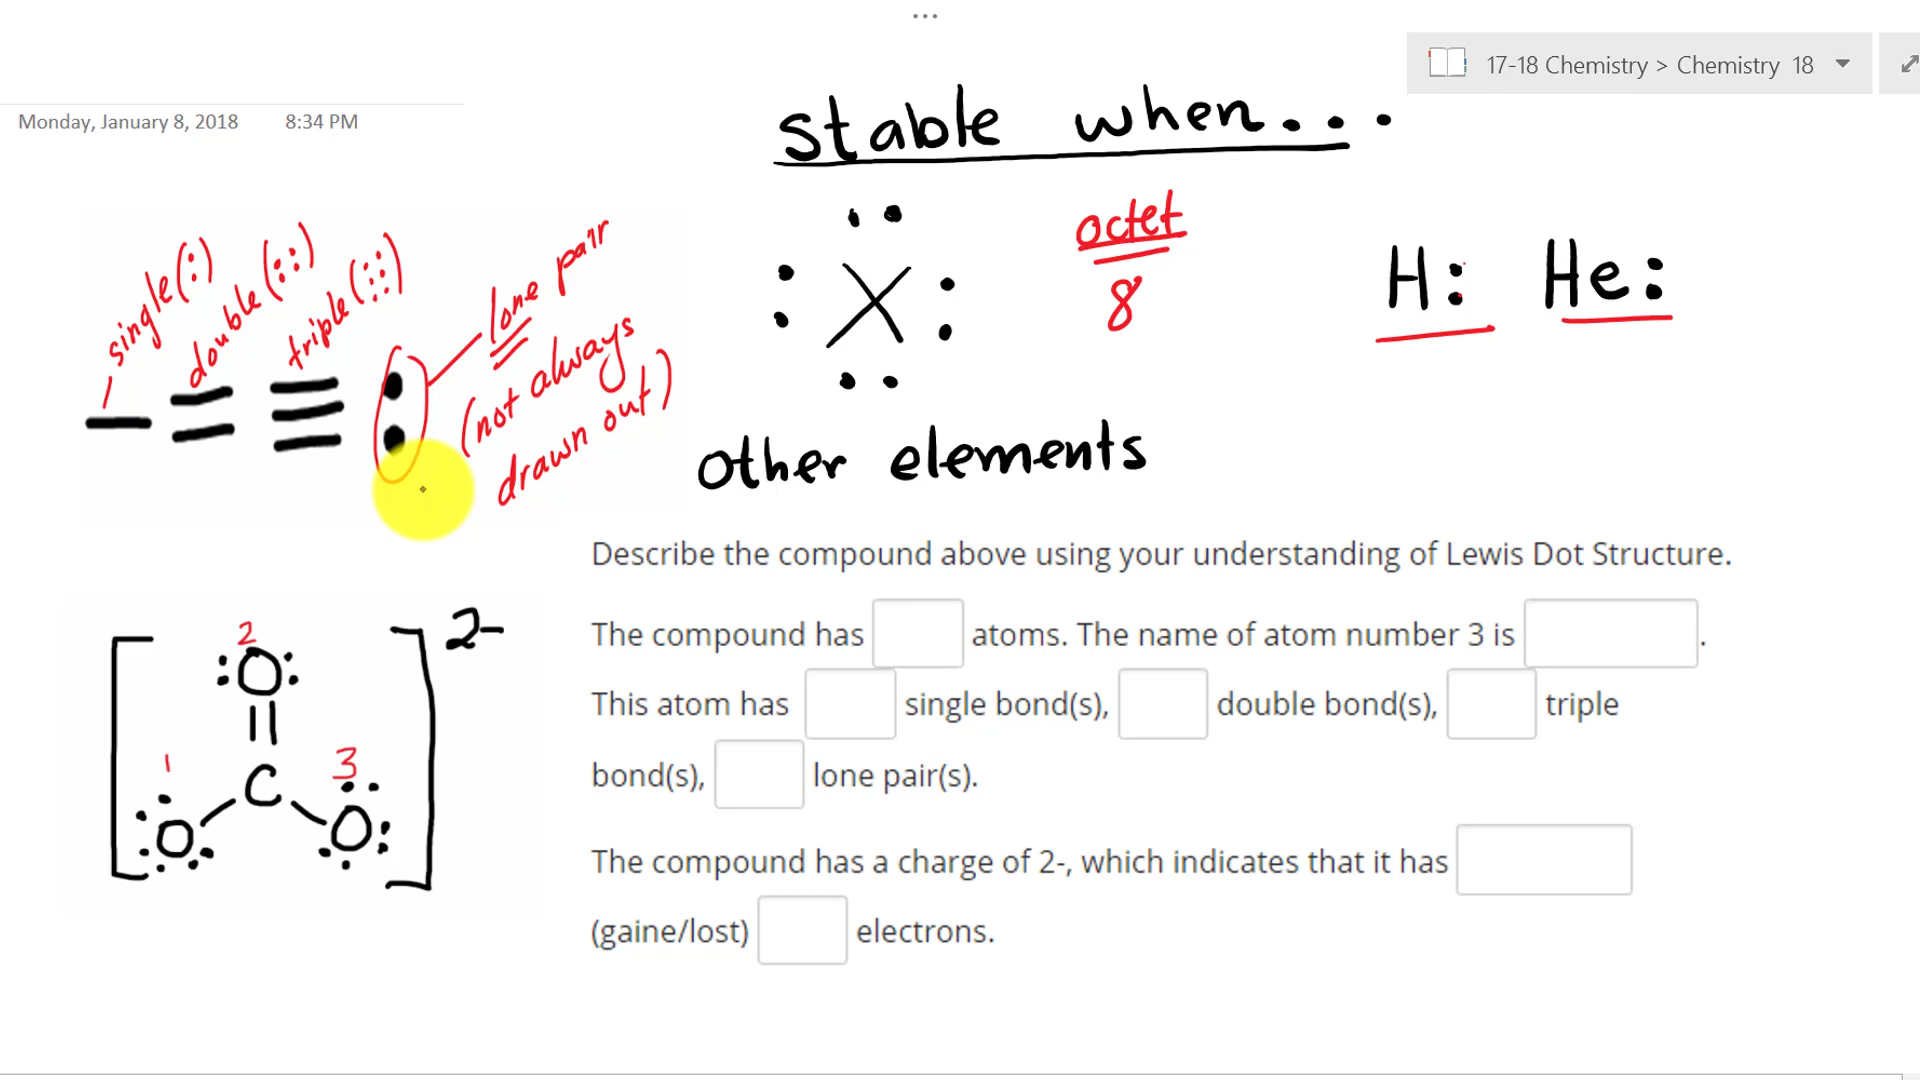 ...
17-18 Chemistry > Chemistry 18
Monday, January 8, 2018 8:34 PM
stable when...
octet
8
H: He:
X
other elements
single(:)
double(::)
triple(:::)
lone pair
(not always
drawn out)
Describe the compound above using your understanding of Lewis Dot Structure.
The compound has atoms. The name of atom number 3 is .
This atom has single bond(s), double bond(s), triple
bond(s), lone pair(s).
The compound has a charge of 2-, which indicates that it has
(gaine/lost) electrons.
2-
2
:O:
1
C
3
O
O